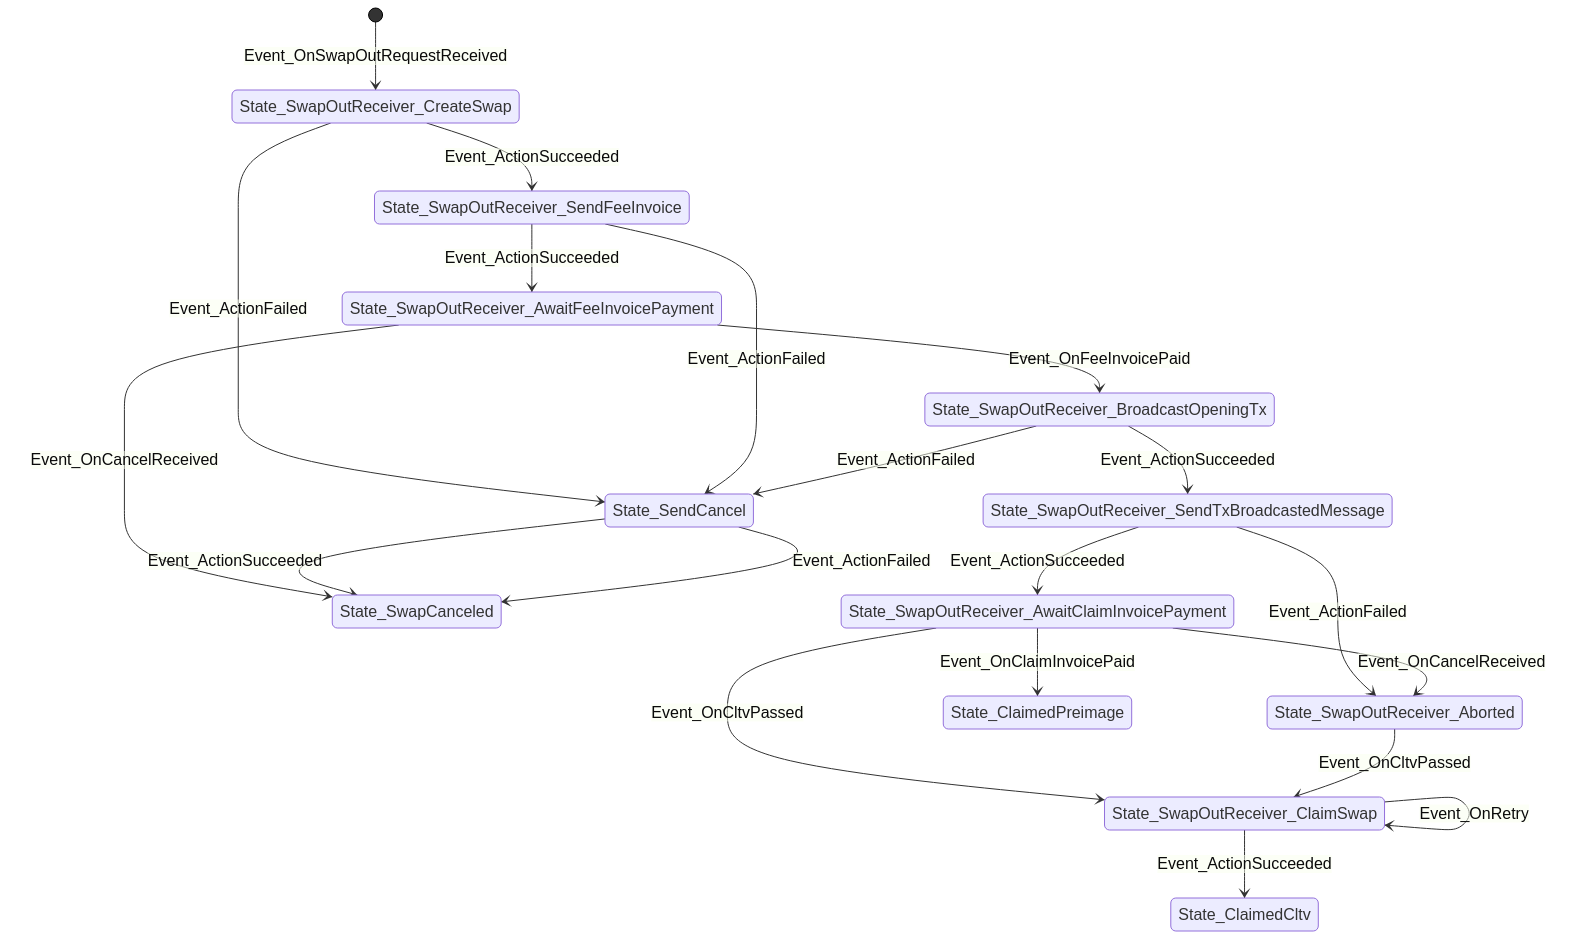 Event_OnSwapOutRequestReceived
State_SwapOutReceiver_CreateSwap
Event_ActionSucceeded
State_SwapOutReceiver_SendFeeInvoice
Event_ActionSucceeded
Event_ActionFailed
State_SwapOutReceiver_AwaitFeeInvoicePayment
Event_ActionFailed
Event_OnFeeInvoicePaid
State_SwapOutReceiver_BroadcastOpeningTx
Event_OnCancelReceived
Event_ActionFailed
Event_ActionSucceeded
State_SendCancel
State_SwapOutReceiver_SendTxBroadcastedMessage
Event_ActionSucceeded
Event_ActionFailed
Event_ActionSucceeded
State_SwapCanceled
State_SwapOutReceiver_AwaitClaimInvoicePayment
Event_ActionFailed
Event_OnClaimInvoicePaid
Event_OnCancelReceived
Event_OnCltvPassed
State_ClaimedPreimage
State_SwapOutReceiver_Aborted
Event_OnCltvPassed
State_SwapOutReceiver_ClaimSwap
Event_OnRetry
Event_ActionSucceeded
State_ClaimedCltv